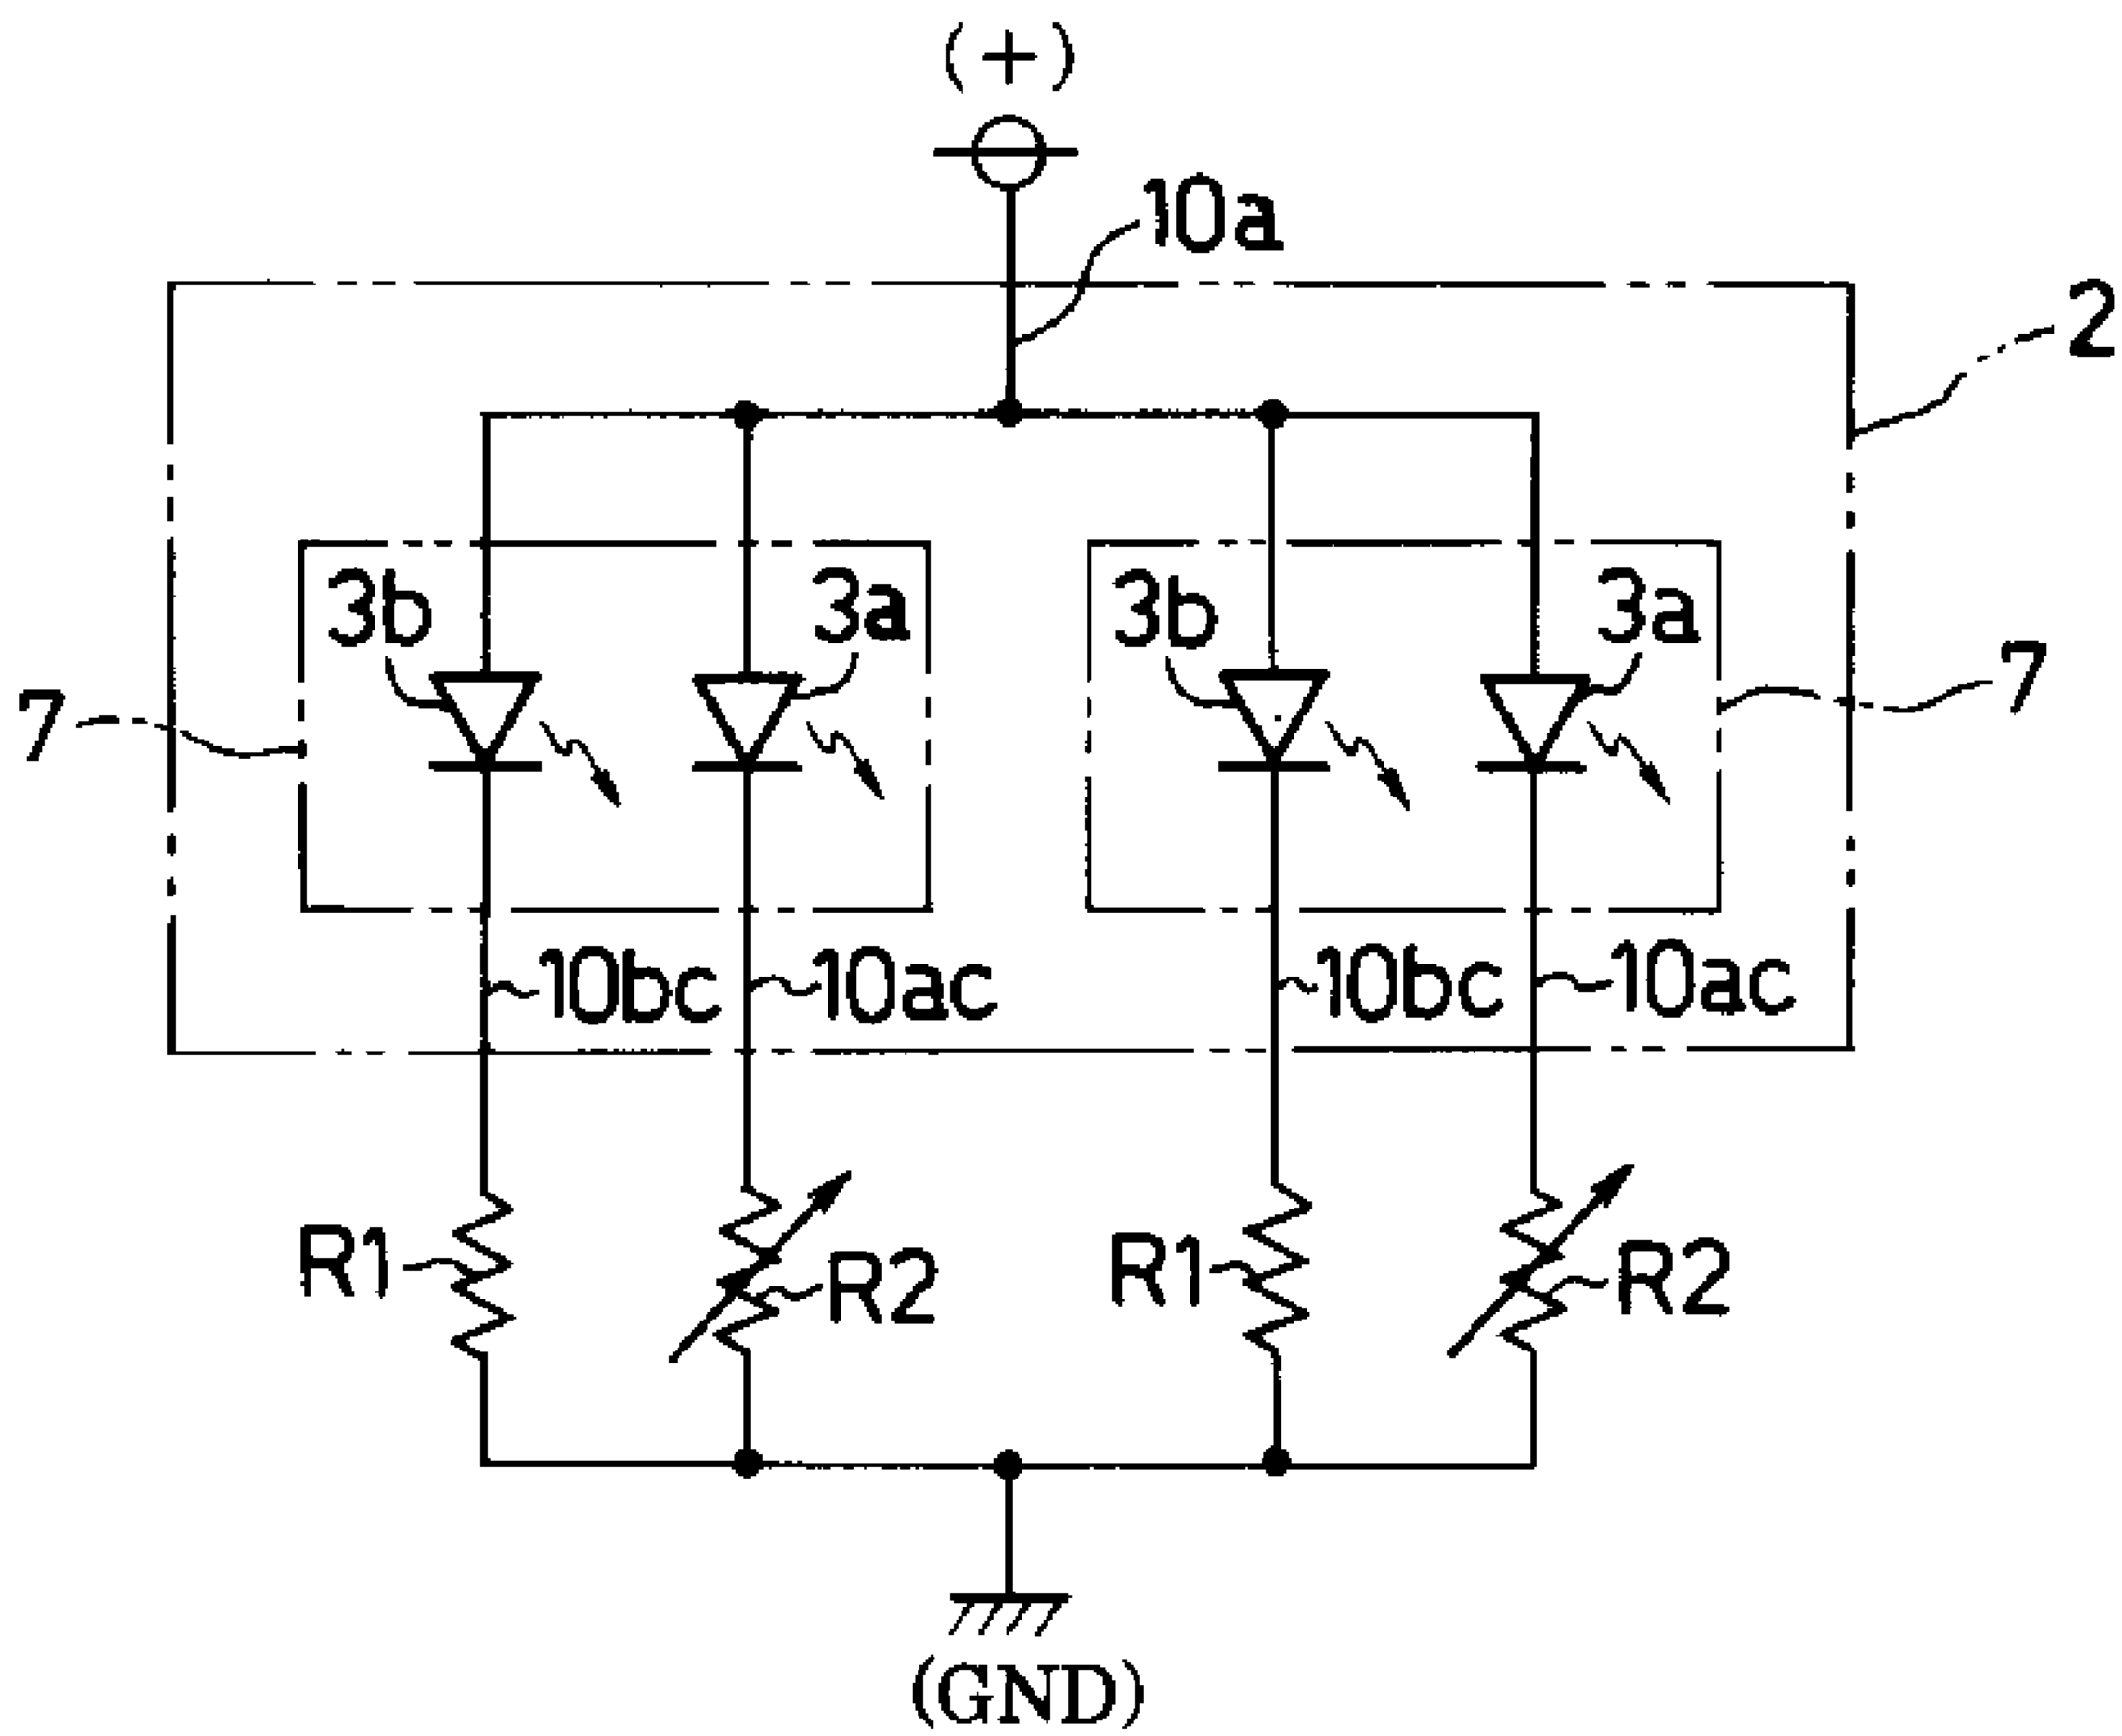 (+)
10a
2
3b 3a 3b 3a
7 7
10bc 10ac 10bc 10ac
R1 R2 R1 R2
(GND)